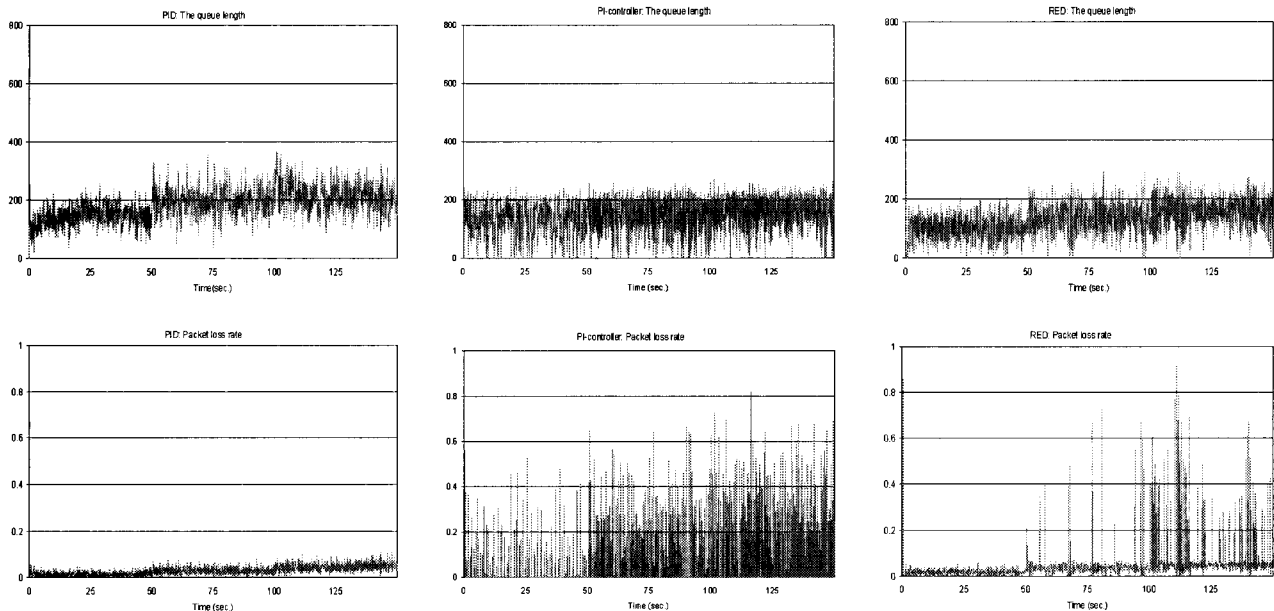 PID: The queue length
800
600
400
200
0
0 25 50 75 100 125
Time(sec.)
PI-controller: The queue length
800
600
400
200
0
0 25 50 75 100 125
Time (sec.)
RED: The queue length
800
600
400
200
0
0 25 50 75 100 125
Time (sec.)
PID: Packet loss rate
1
0.8
0.6
0.4
0.2
0
0 25 50 75 100 125
Time (sec.)
PI-controller: Packet loss rate
1
0.8
0.6
0.4
0.2
0
0 25 50 75 100 125
Time (sec.)
RED: Packet loss rate
1
0.8
0.6
0.4
0.2
0
0 25 50 75 100 125
Time (sec.)